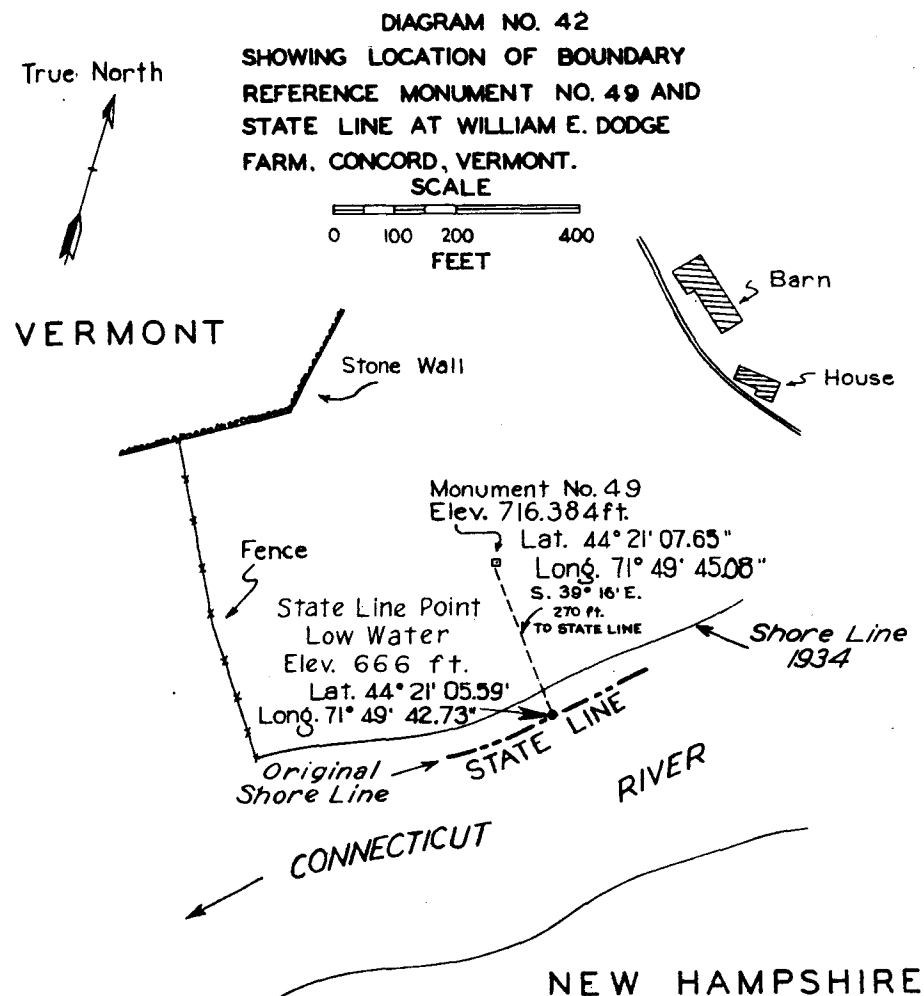 DIAGRAM NO. 42
SHOWING LOCATION OF BOUNDARY
REFERENCE MONUMENT NO. 49 AND
STATE LINE AT WILLIAM E. DODGE
FARM, CONCORD, VERMONT.
SCALE
0 100 200 400
FEET
True North
Barn
VERMONT
Stone Wall
House
Monument No. 49
Elev. 716.384 ft.
Lat. 44° 21' 07.65"
Long. 71° 49' 45.08"
S. 39° 16' E.
270 ft.
TO STATE LINE
Fence
State Line Point
Low Water
Elev. 666 ft.
Lat. 44° 21' 05.59'
Long. 71° 49' 42.73"
Shore Line
1934
STATE LINE
Original
Shore Line
RIVER
CONNECTICUT
NEW HAMPSHIRE